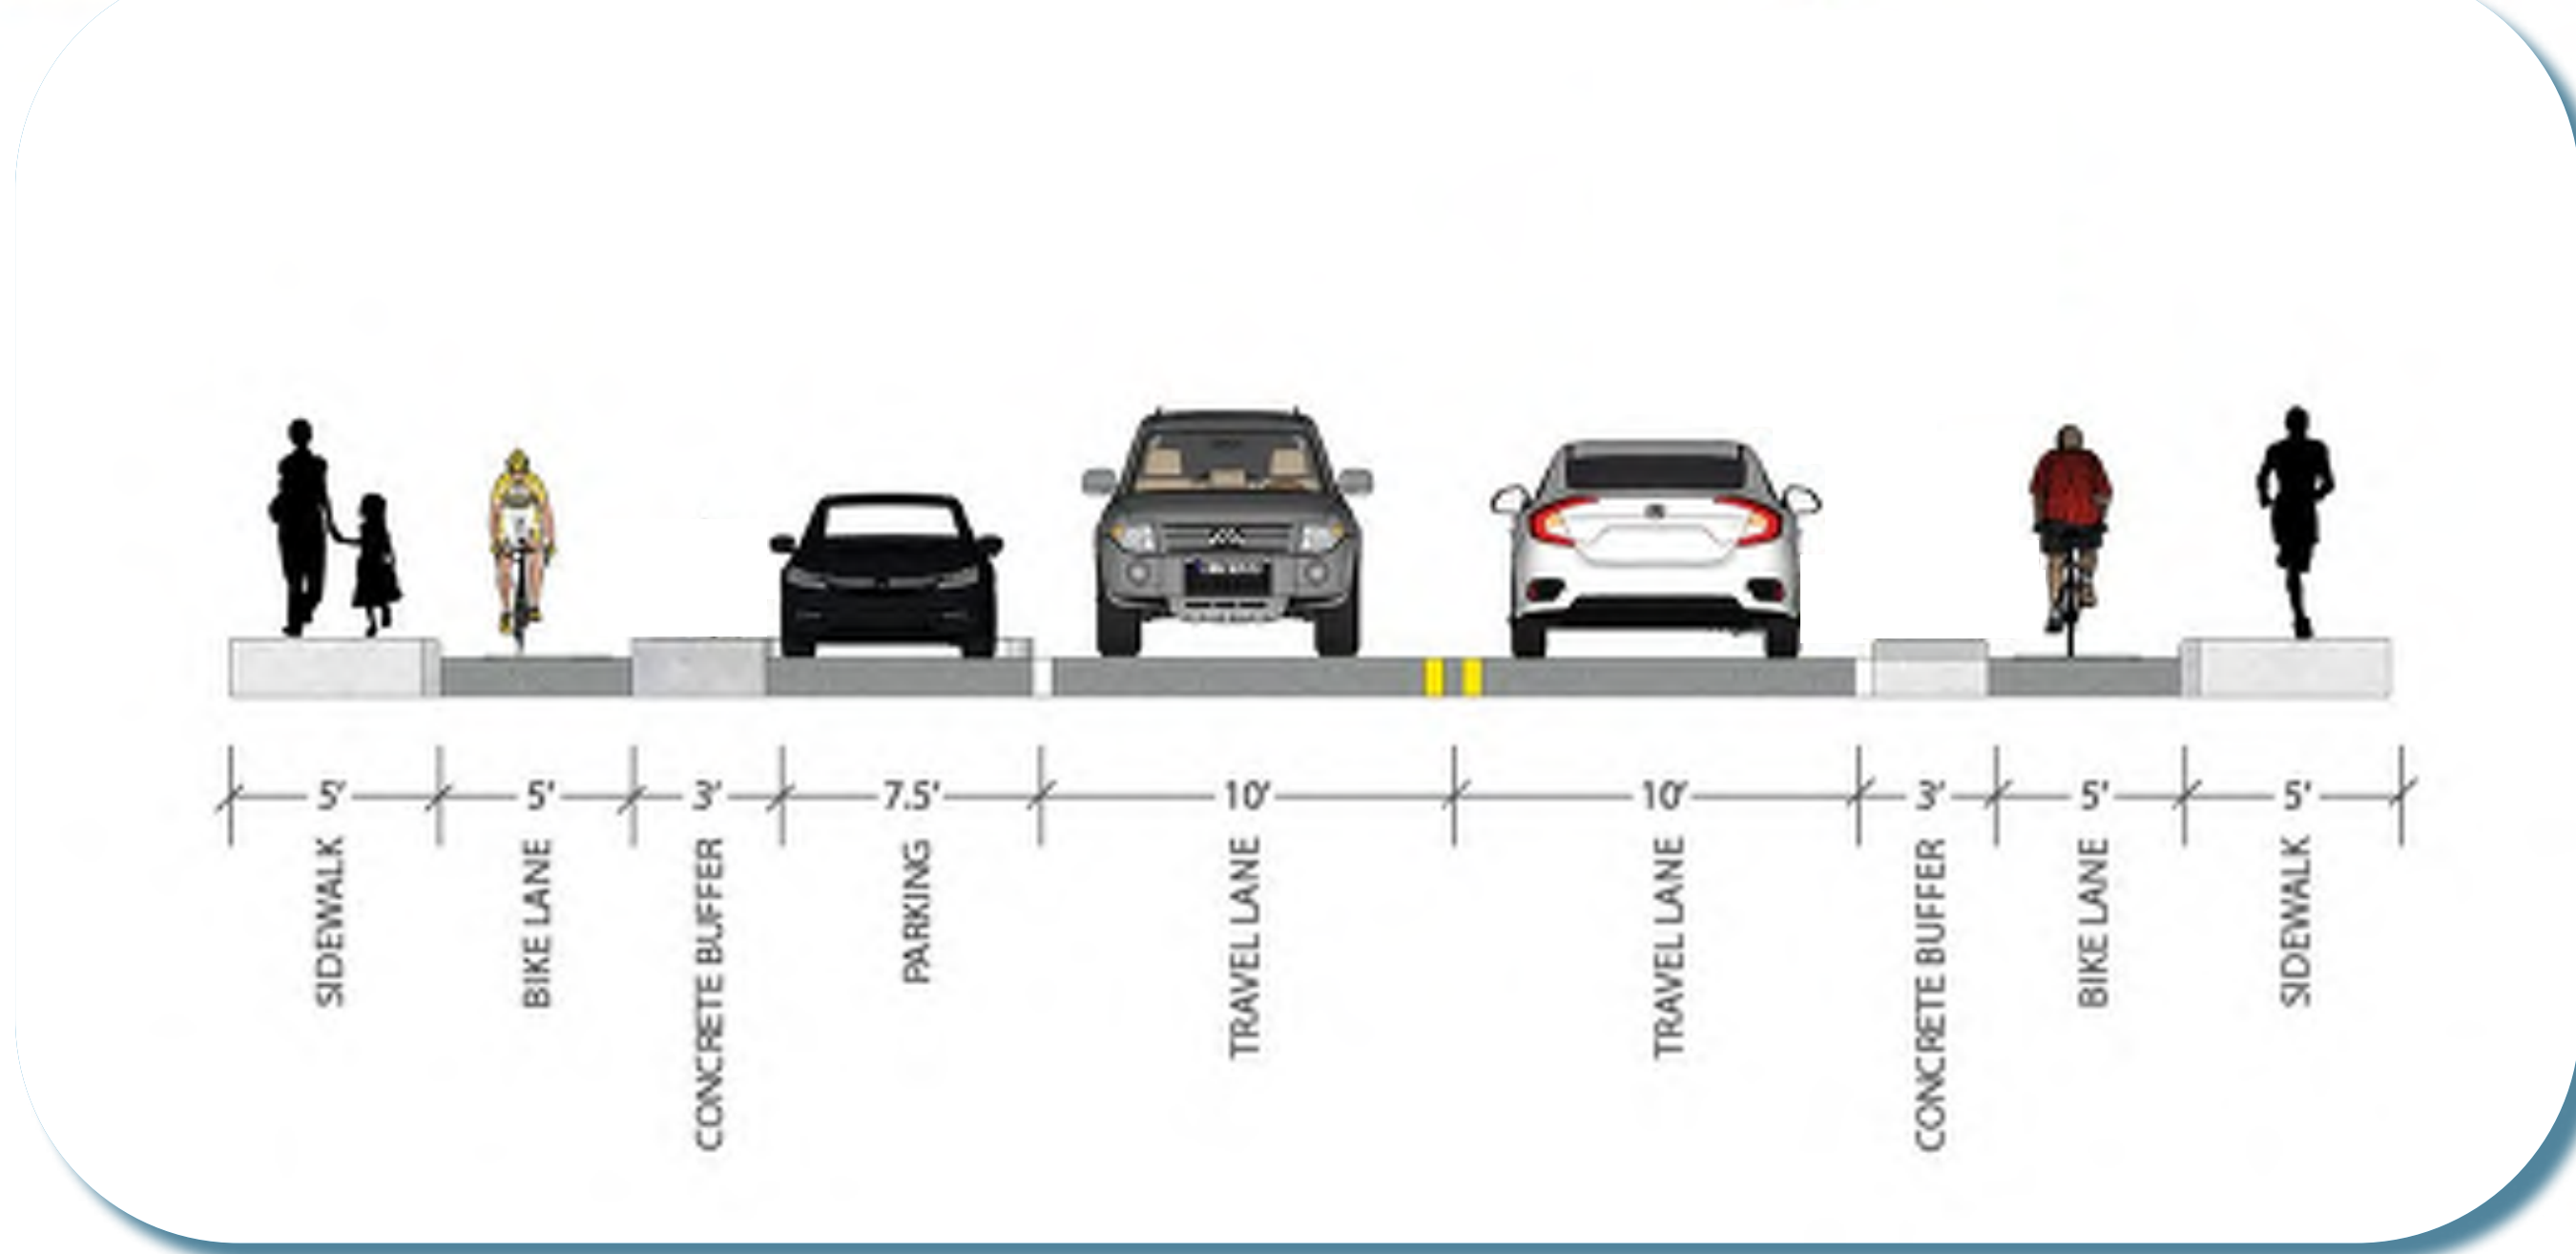 5' 5' 3' 7.5' 10' 10' 3' 5' 5'
SIDEWALK
BIKE LANE
CONCRETE BUFFER
PARKING
TRAVEL LANE
TRAVEL LANE
CONCRETE BUFFER
BIKE LANE
SIDEWALK